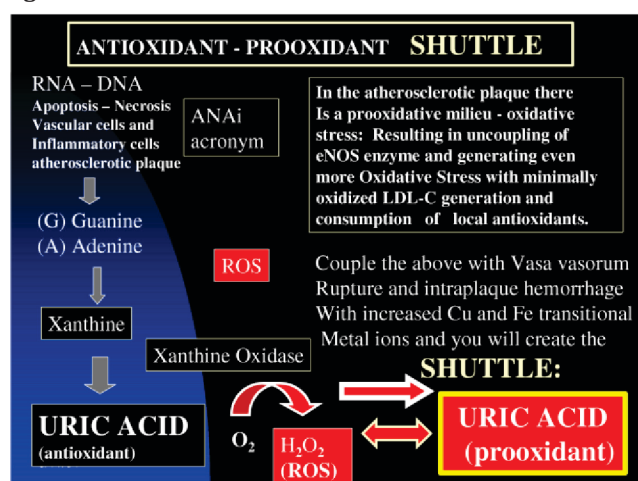 ANTIOXIDANT - PROOXIDANT SHUTTLE
RNA – DNA
Apoptosis – Necrosis
Vascular cells and
Inflammatory cells
atherosclerotic plaque
ANAi
acronym
In the atherosclerotic plaque there
Is a prooxidative milieu - oxidative
stress: Resulting in uncoupling of
eNOS enzyme and generating even
more Oxidative Stress with minimally
oxidized LDL-C generation and
consumption of local antioxidants.
(G) Guanine
(A) Adenine
ROS
Couple the above with Vasa vasorum
Rupture and intraplaque hemorrhage
With increased Cu and Fe transitional
Metal ions and you will create the
SHUTTLE:
Xanthine
Xanthine Oxidase
URIC ACID
(antioxidant)
O₂
H₂O₂
(ROS)
URIC ACID
(prooxidant)